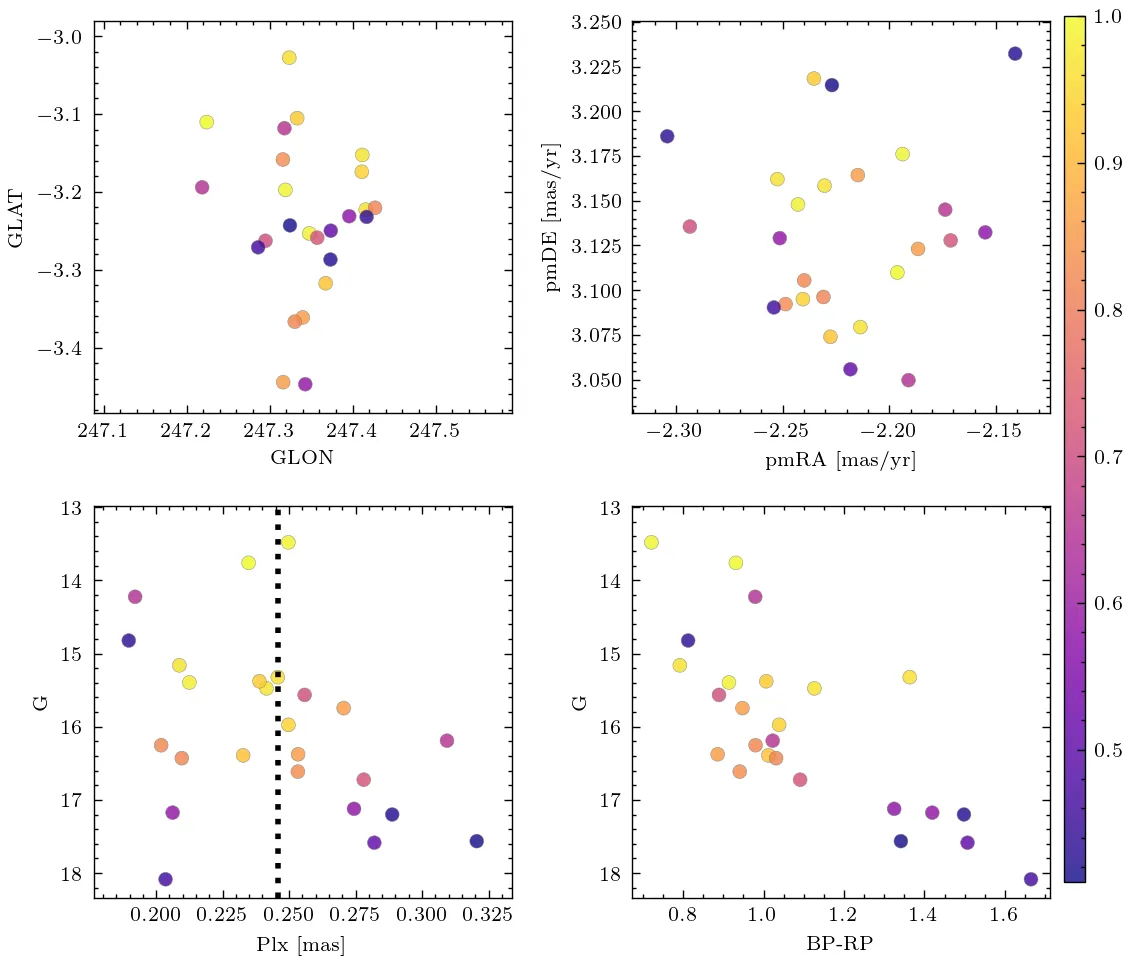 −3.0
−3.1
−3.2
−3.3
−3.4
GLAT
247.1 247.2 247.3 247.4 247.5
GLON
3.250
3.225
3.200
3.175
3.150
3.125
3.100
3.075
3.050
pmDE [mas/yr]
−2.30 −2.25 −2.20 −2.15
pmRA [mas/yr]
13
14
15
16
17
18
G
0.200 0.225 0.250 0.275 0.300 0.325
Plx [mas]
13
14
15
16
17
18
G
0.8 1.0 1.2 1.4 1.6
BP-RP
1.0
0.9
0.8
0.7
0.6
0.5